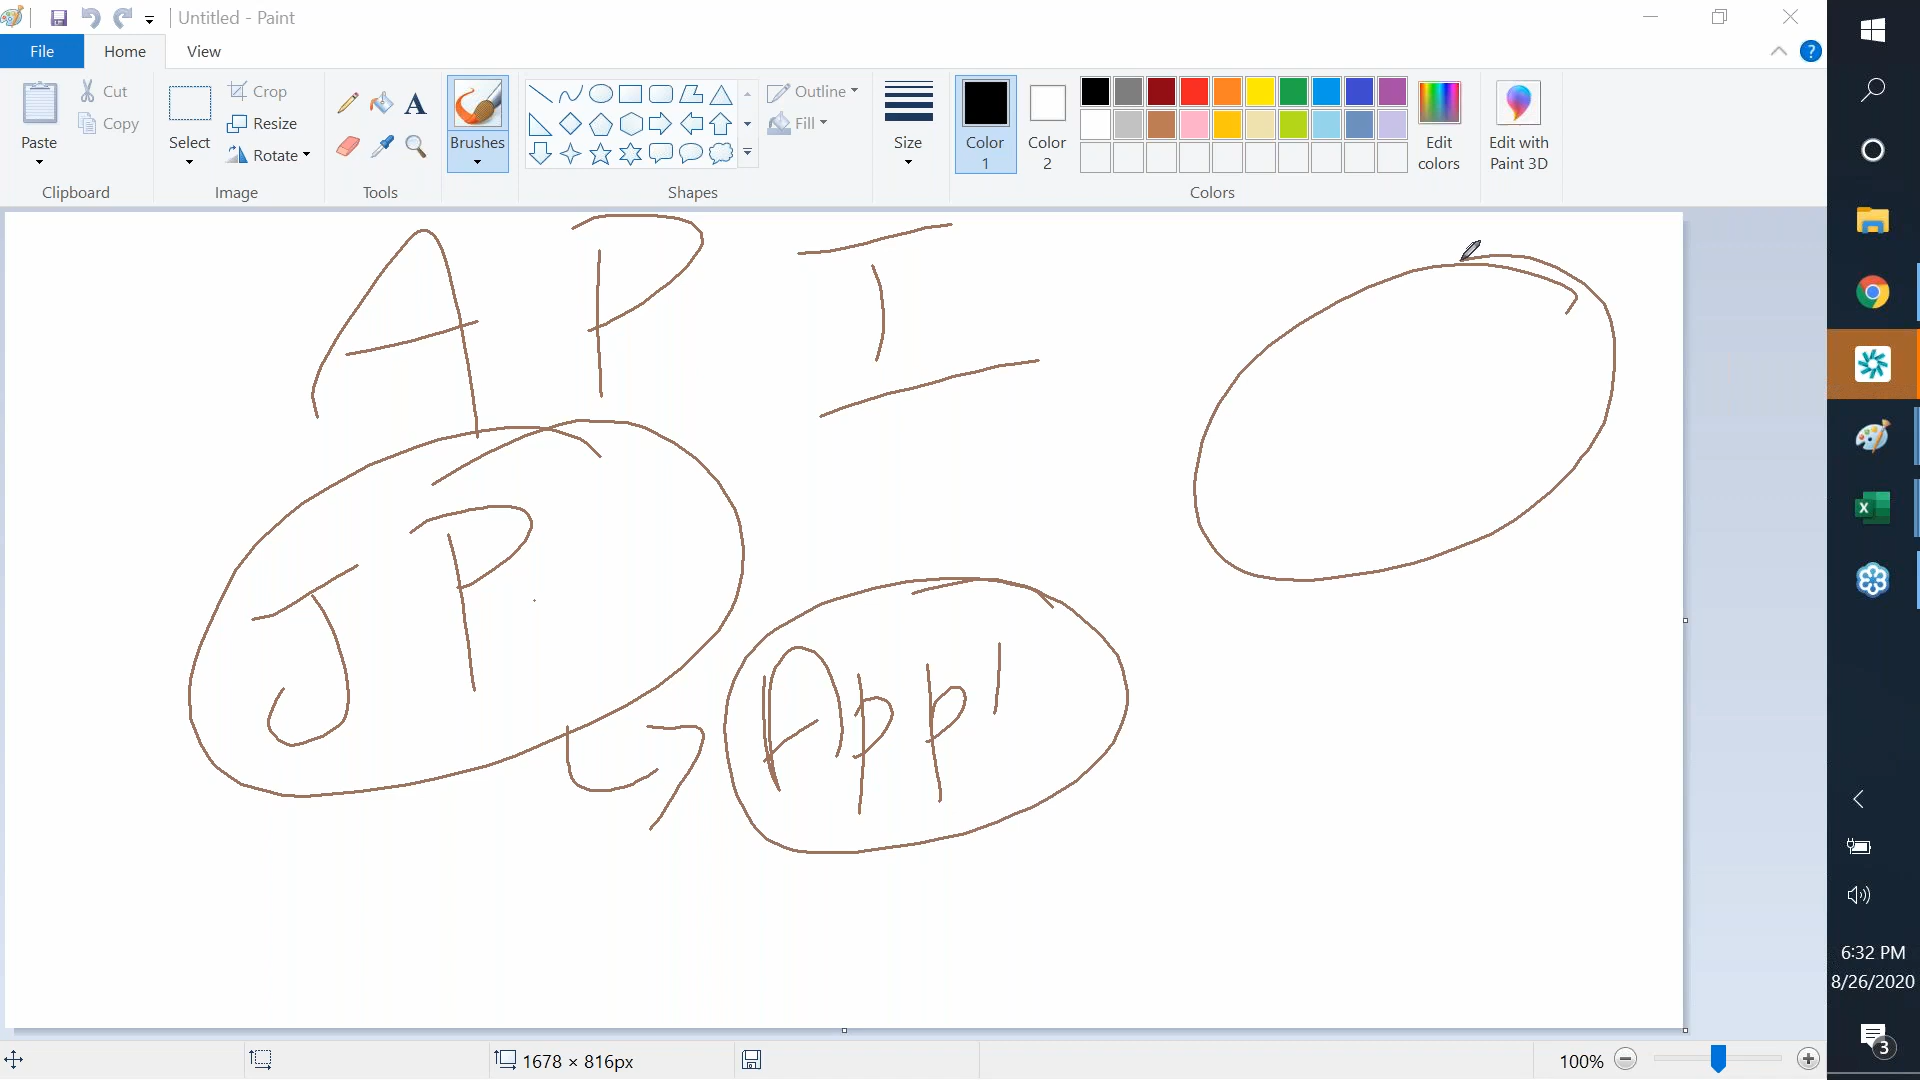 Untitled - Paint
File Home View
Paste
Cut
Copy
Clipboard
Select
Crop
Resize
Rotate
Image
Tools
Brushes
Shapes
Outline
Fill
Size
Color 1
Color 2
Edit colors
Colors
Edit with Paint 3D
A P I
J P
App'
1678 × 816px
100%
6:32 PM
8/26/2020
3